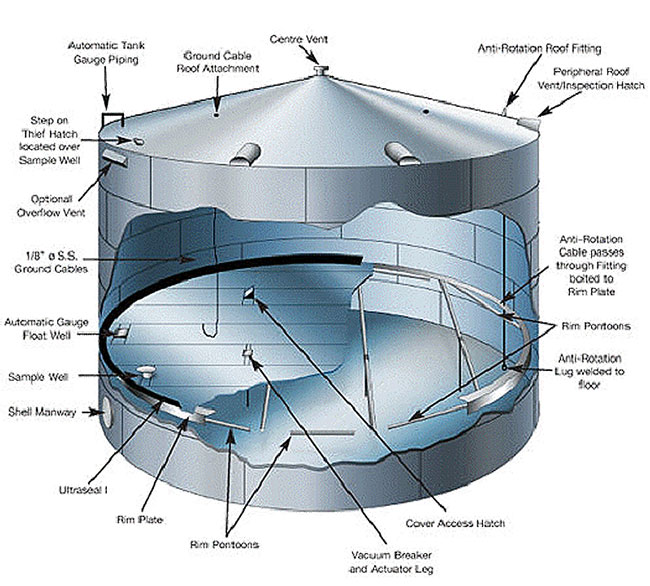 Centre Vent
Automatic Tank
Gauge Piping
Ground Cable
Roof Attachment
Anti-Rotation Roof Fitting
Peripheral Roof
Vent/Inspection Hatch
Step on
Thief Hatch
located over
Sample Well
Optional
Overflow Vent
1/8" ø S.S.
Ground Cables
Anti-Rotation
Cable passes
through Fitting
bolted to
Rim Plate
Automatic Gauge
Float Well
Rim Pontoons
Sample Well
Anti-Rotation
Lug welded to
floor
Shell Manway
Ultraseal I
Rim Plate
Rim Pontoons
Cover Access Hatch
Vacuum Breaker
and Actuator Leg